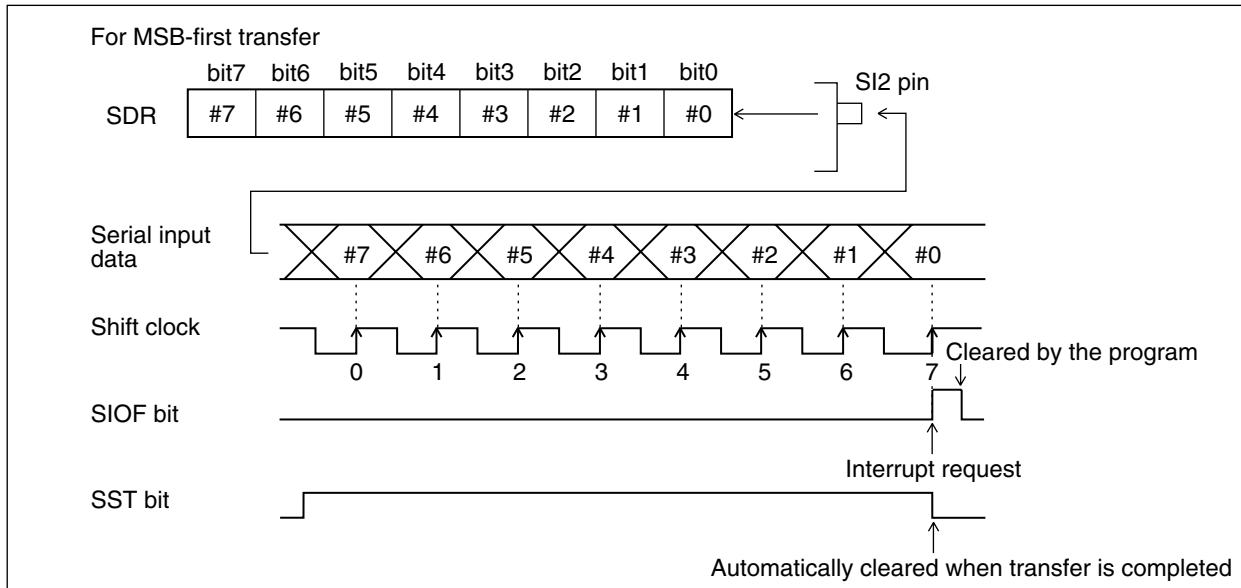 For MSB-first transfer
bit7 bit6 bit5 bit4 bit3 bit2 bit1 bit0
SI2 pin
SDR #7 #6 #5 #4 #3 #2 #1 #0
Serial input
data
#7 #6 #5 #4 #3 #2 #1 #0
Shift clock
Cleared by the program
0 1 2 3 4 5 6 7
SIOF bit
Interrupt request
SST bit
Automatically cleared when transfer is completed